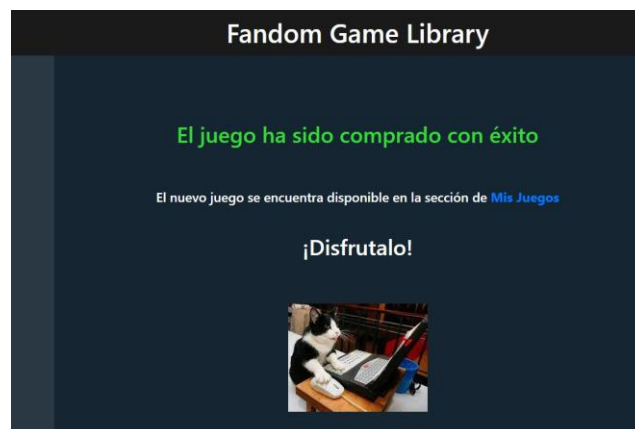 Fandom Game Library
El juego ha sido comprado con éxito
El nuevo juego se encuentra disponible en la sección de Mis Juegos
¡Disfrutalo!